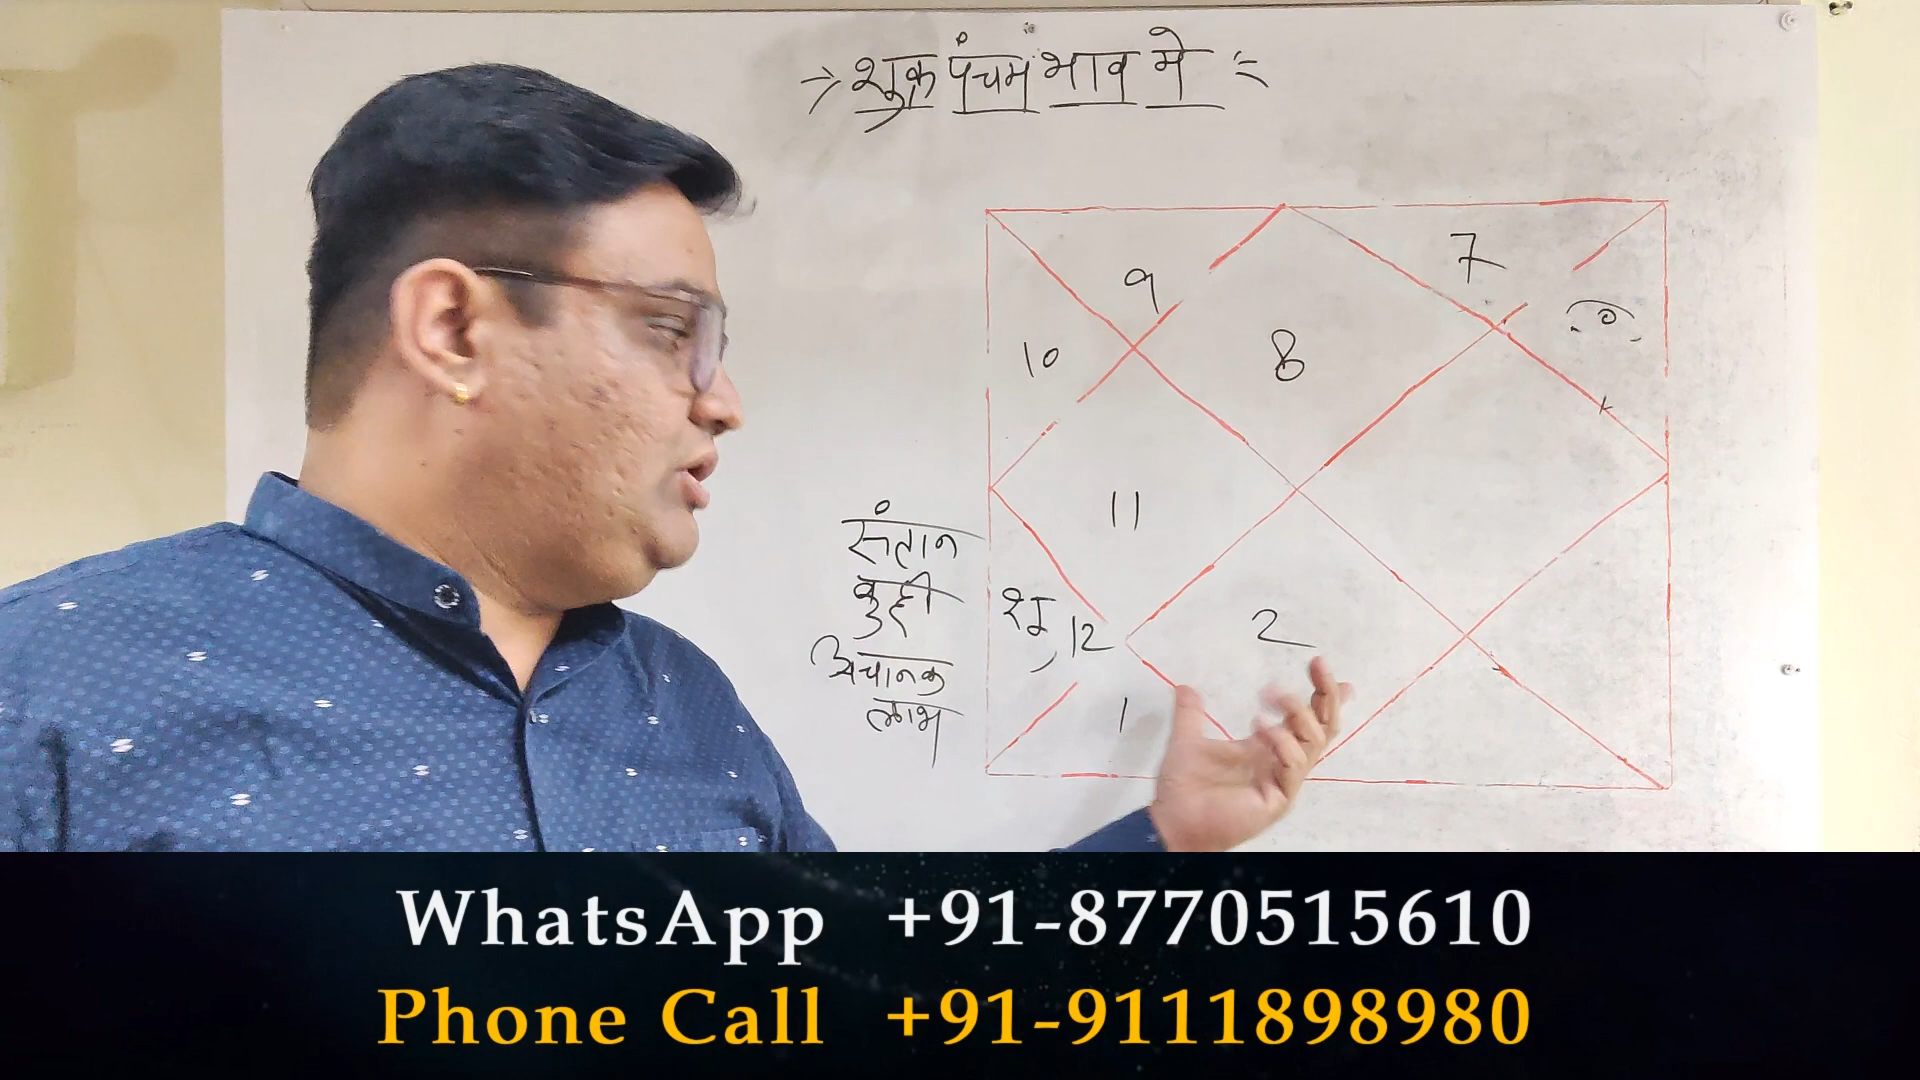 → शुक्र पंचम भाव मे :=
9
7
10
8
11
संतान
बुद्दी
शु 12
2
अचानक
लाभ
1
WhatsApp +91-8770515610
Phone Call +91-9111898980